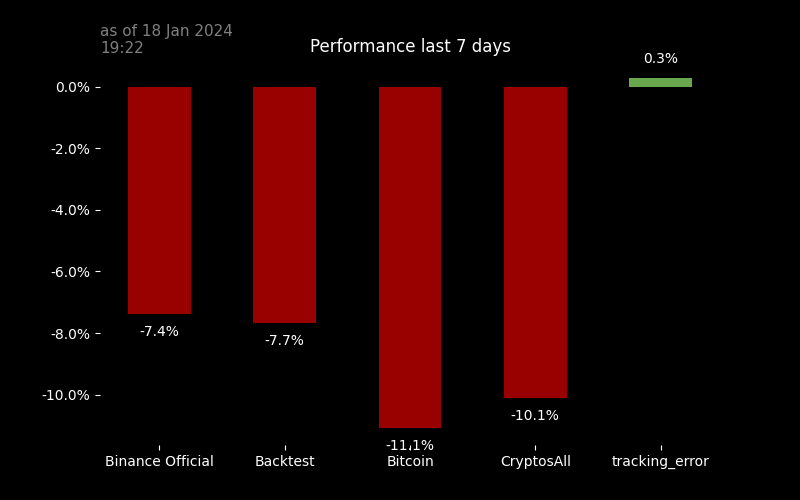 as of 18 Jan 2024
19:22
Performance last 7 days
0.3%
0.0%
-2.0%
-4.0%
-6.0%
-8.0%
-10.0%
-7.4%
-7.7%
-11.1%
-10.1%
Binance Official
Backtest
Bitcoin
CryptosAll
tracking_error